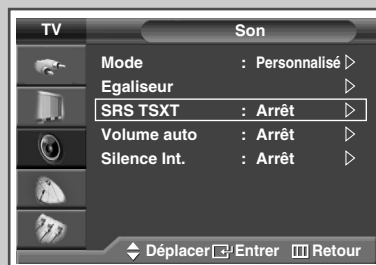 TV Son
Mode : Personnalisé
Egaliseur
SRS TSXT : Arrêt
Volume auto : Arrêt
Silence Int. : Arrêt
Déplacer Entrer Retour